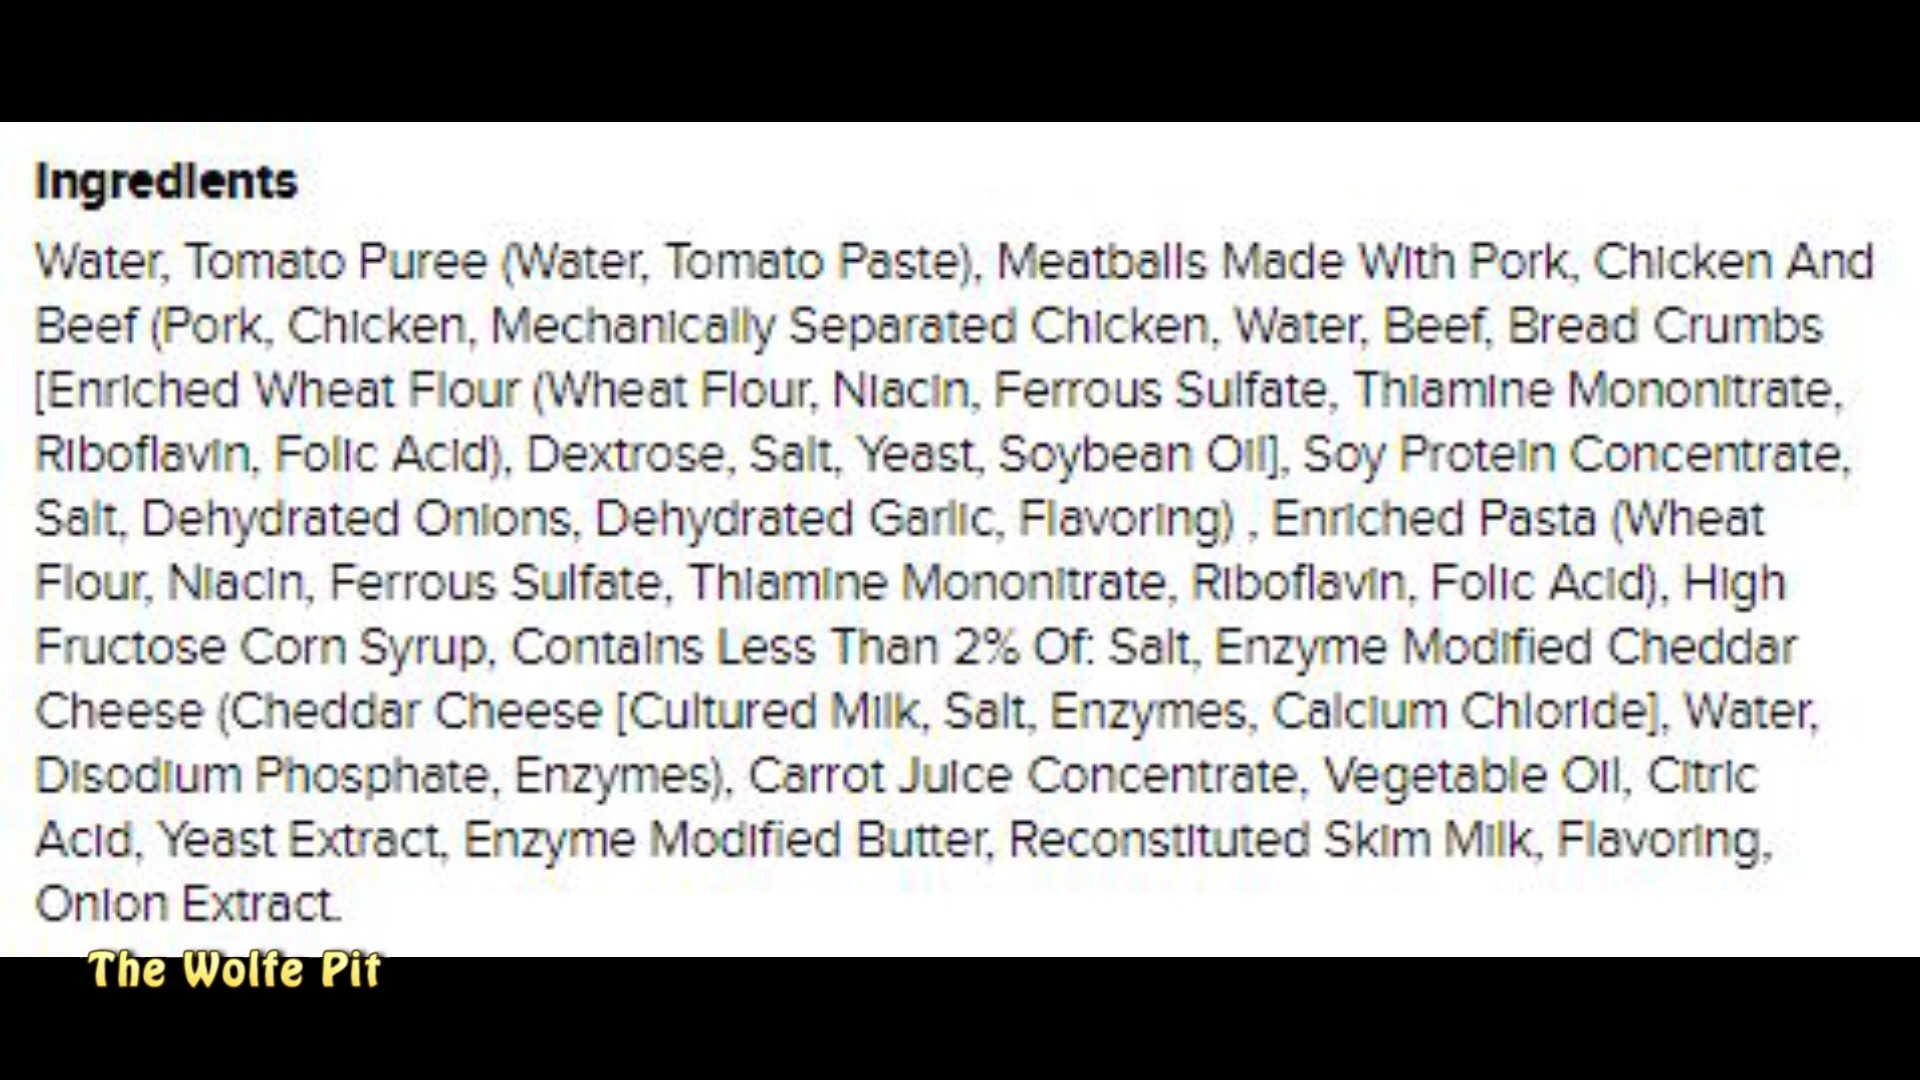 Ingredients
Water, Tomato Puree (Water, Tomato Paste), Meatballs Made With Pork, Chicken And
Beef (Pork, Chicken, Mechanically Separated Chicken, Water, Beef, Bread Crumbs
[Enriched Wheat Flour (Wheat Flour, Niacin, Ferrous Sulfate, Thiamine Mononitrate,
Riboflavin, Folic Acid), Dextrose, Salt, Yeast, Soybean Oil], Soy Protein Concentrate,
Salt, Dehydrated Onions, Dehydrated Garlic, Flavoring) , Enriched Pasta (Wheat
Flour, Niacin, Ferrous Sulfate, Thiamine Mononitrate, Riboflavin, Folic Acid), High
Fructose Corn Syrup, Contains Less Than 2% Of: Salt, Enzyme Modified Cheddar
Cheese (Cheddar Cheese [Cultured Milk, Salt, Enzymes, Calcium Chloride], Water,
Disodium Phosphate, Enzymes), Carrot Juice Concentrate, Vegetable Oil, Citric
Acid, Yeast Extract, Enzyme Modified Butter, Reconstituted Skim Milk, Flavoring,
Onion Extract.
The Wolfe Pit